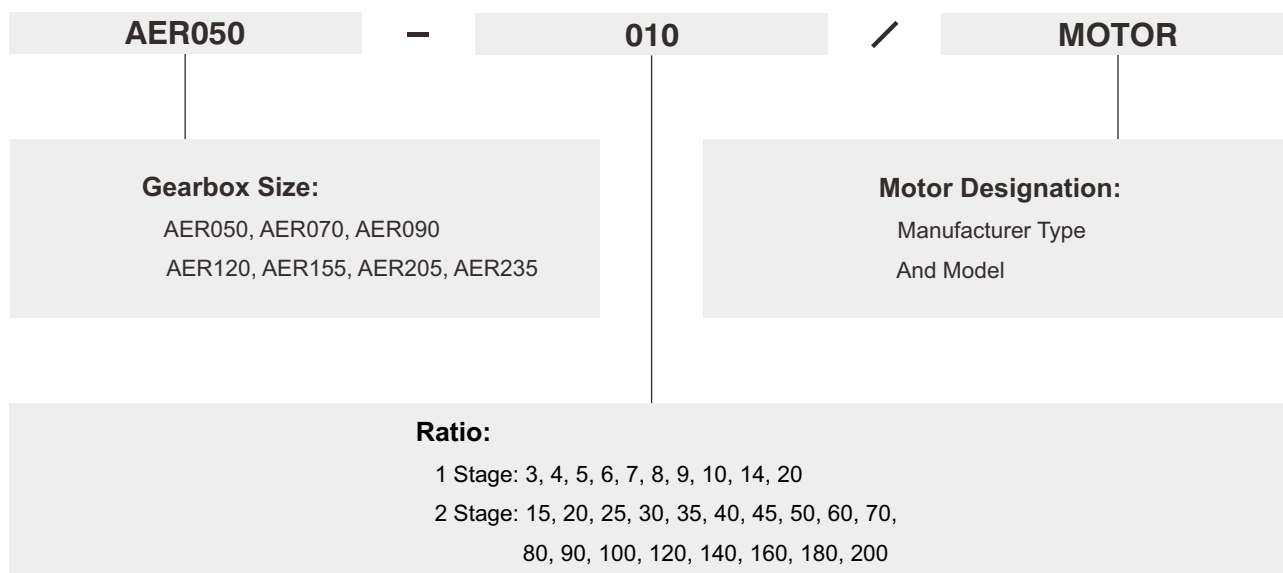 AER050 – 010 / MOTOR
Gearbox Size:
AER050, AER070, AER090
AER120, AER155, AER205, AER235
Motor Designation:
Manufacturer Type
And Model
Ratio:
1 Stage: 3, 4, 5, 6, 7, 8, 9, 10, 14, 20
2 Stage: 15, 20, 25, 30, 35, 40, 45, 50, 60, 70,
80, 90, 100, 120, 140, 160, 180, 200